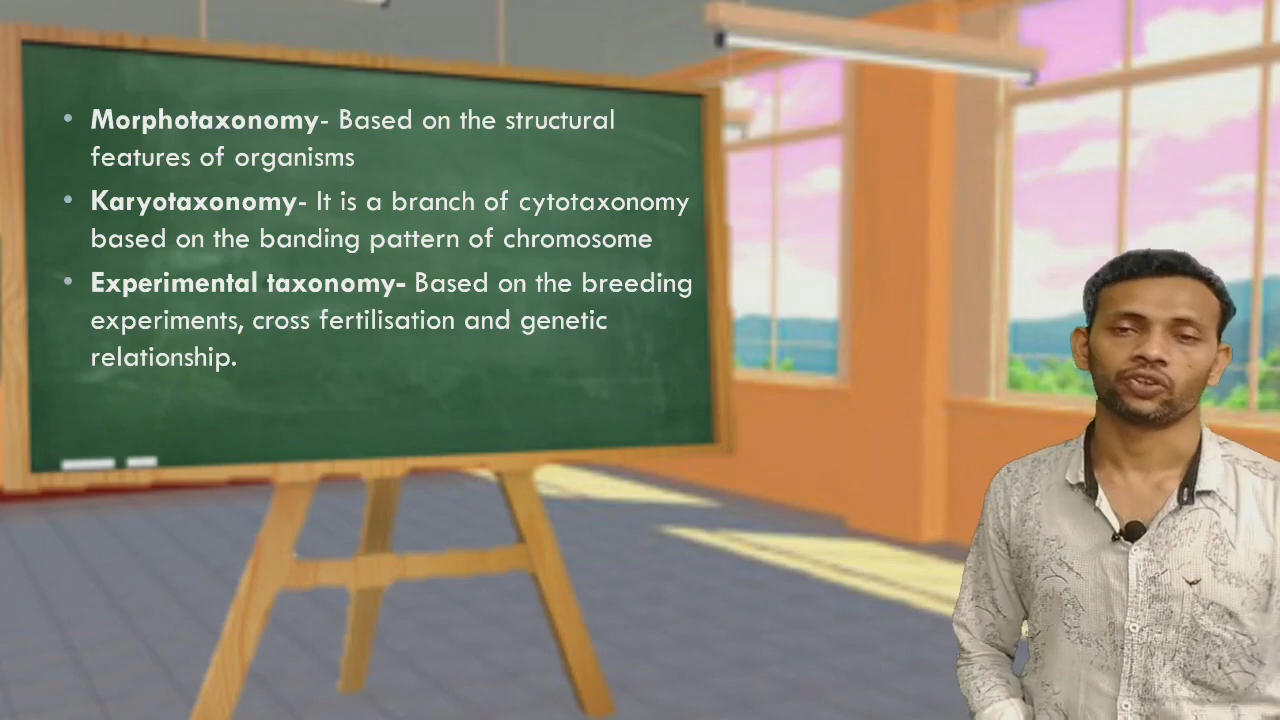 • Morphotaxonomy- Based on the structural
features of organisms
• Karyotaxonomy- It is a branch of cytotaxonomy
based on the banding pattern of chromosome
• Experimental taxonomy- Based on the breeding
experiments, cross fertilisation and genetic
relationship.